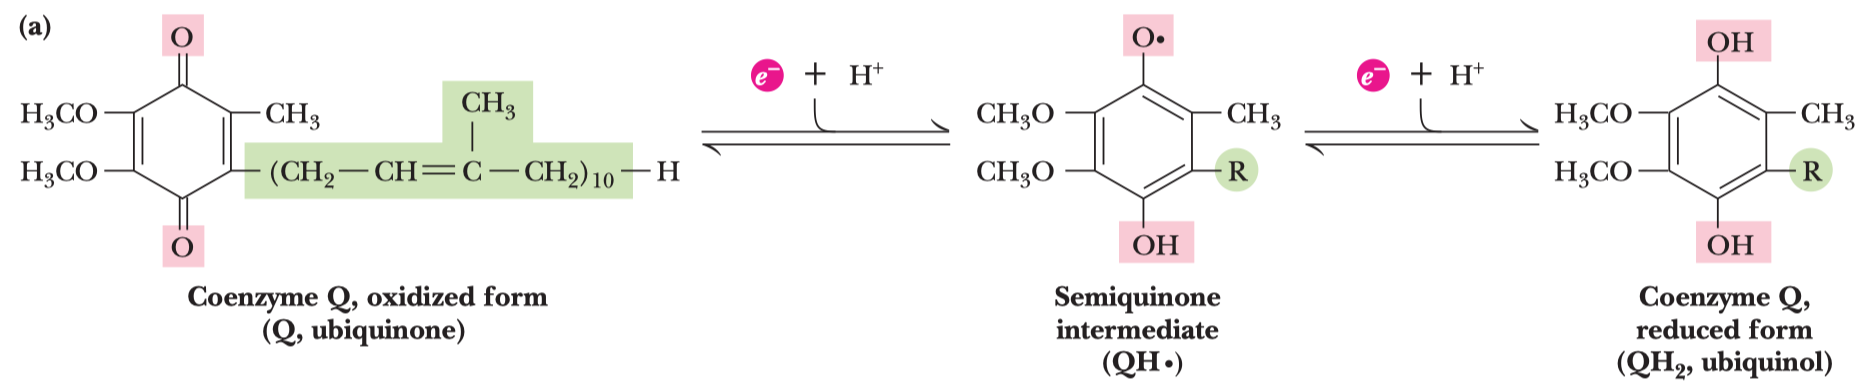 (a)
O
H₃CO
CH₃
H₃CO
CH₃
(CH₂—CH=C—CH₂)₁₀—H
O
Coenzyme Q, oxidized form
(Q, ubiquinone)
e⁻ + H⁺
O•
CH₃O
CH₃
CH₃O
R
OH
Semiquinone
intermediate
(QH•)
e⁻ + H⁺
OH
H₃CO
CH₃
H₃CO
R
OH
Coenzyme Q,
reduced form
(QH₂, ubiquinol)